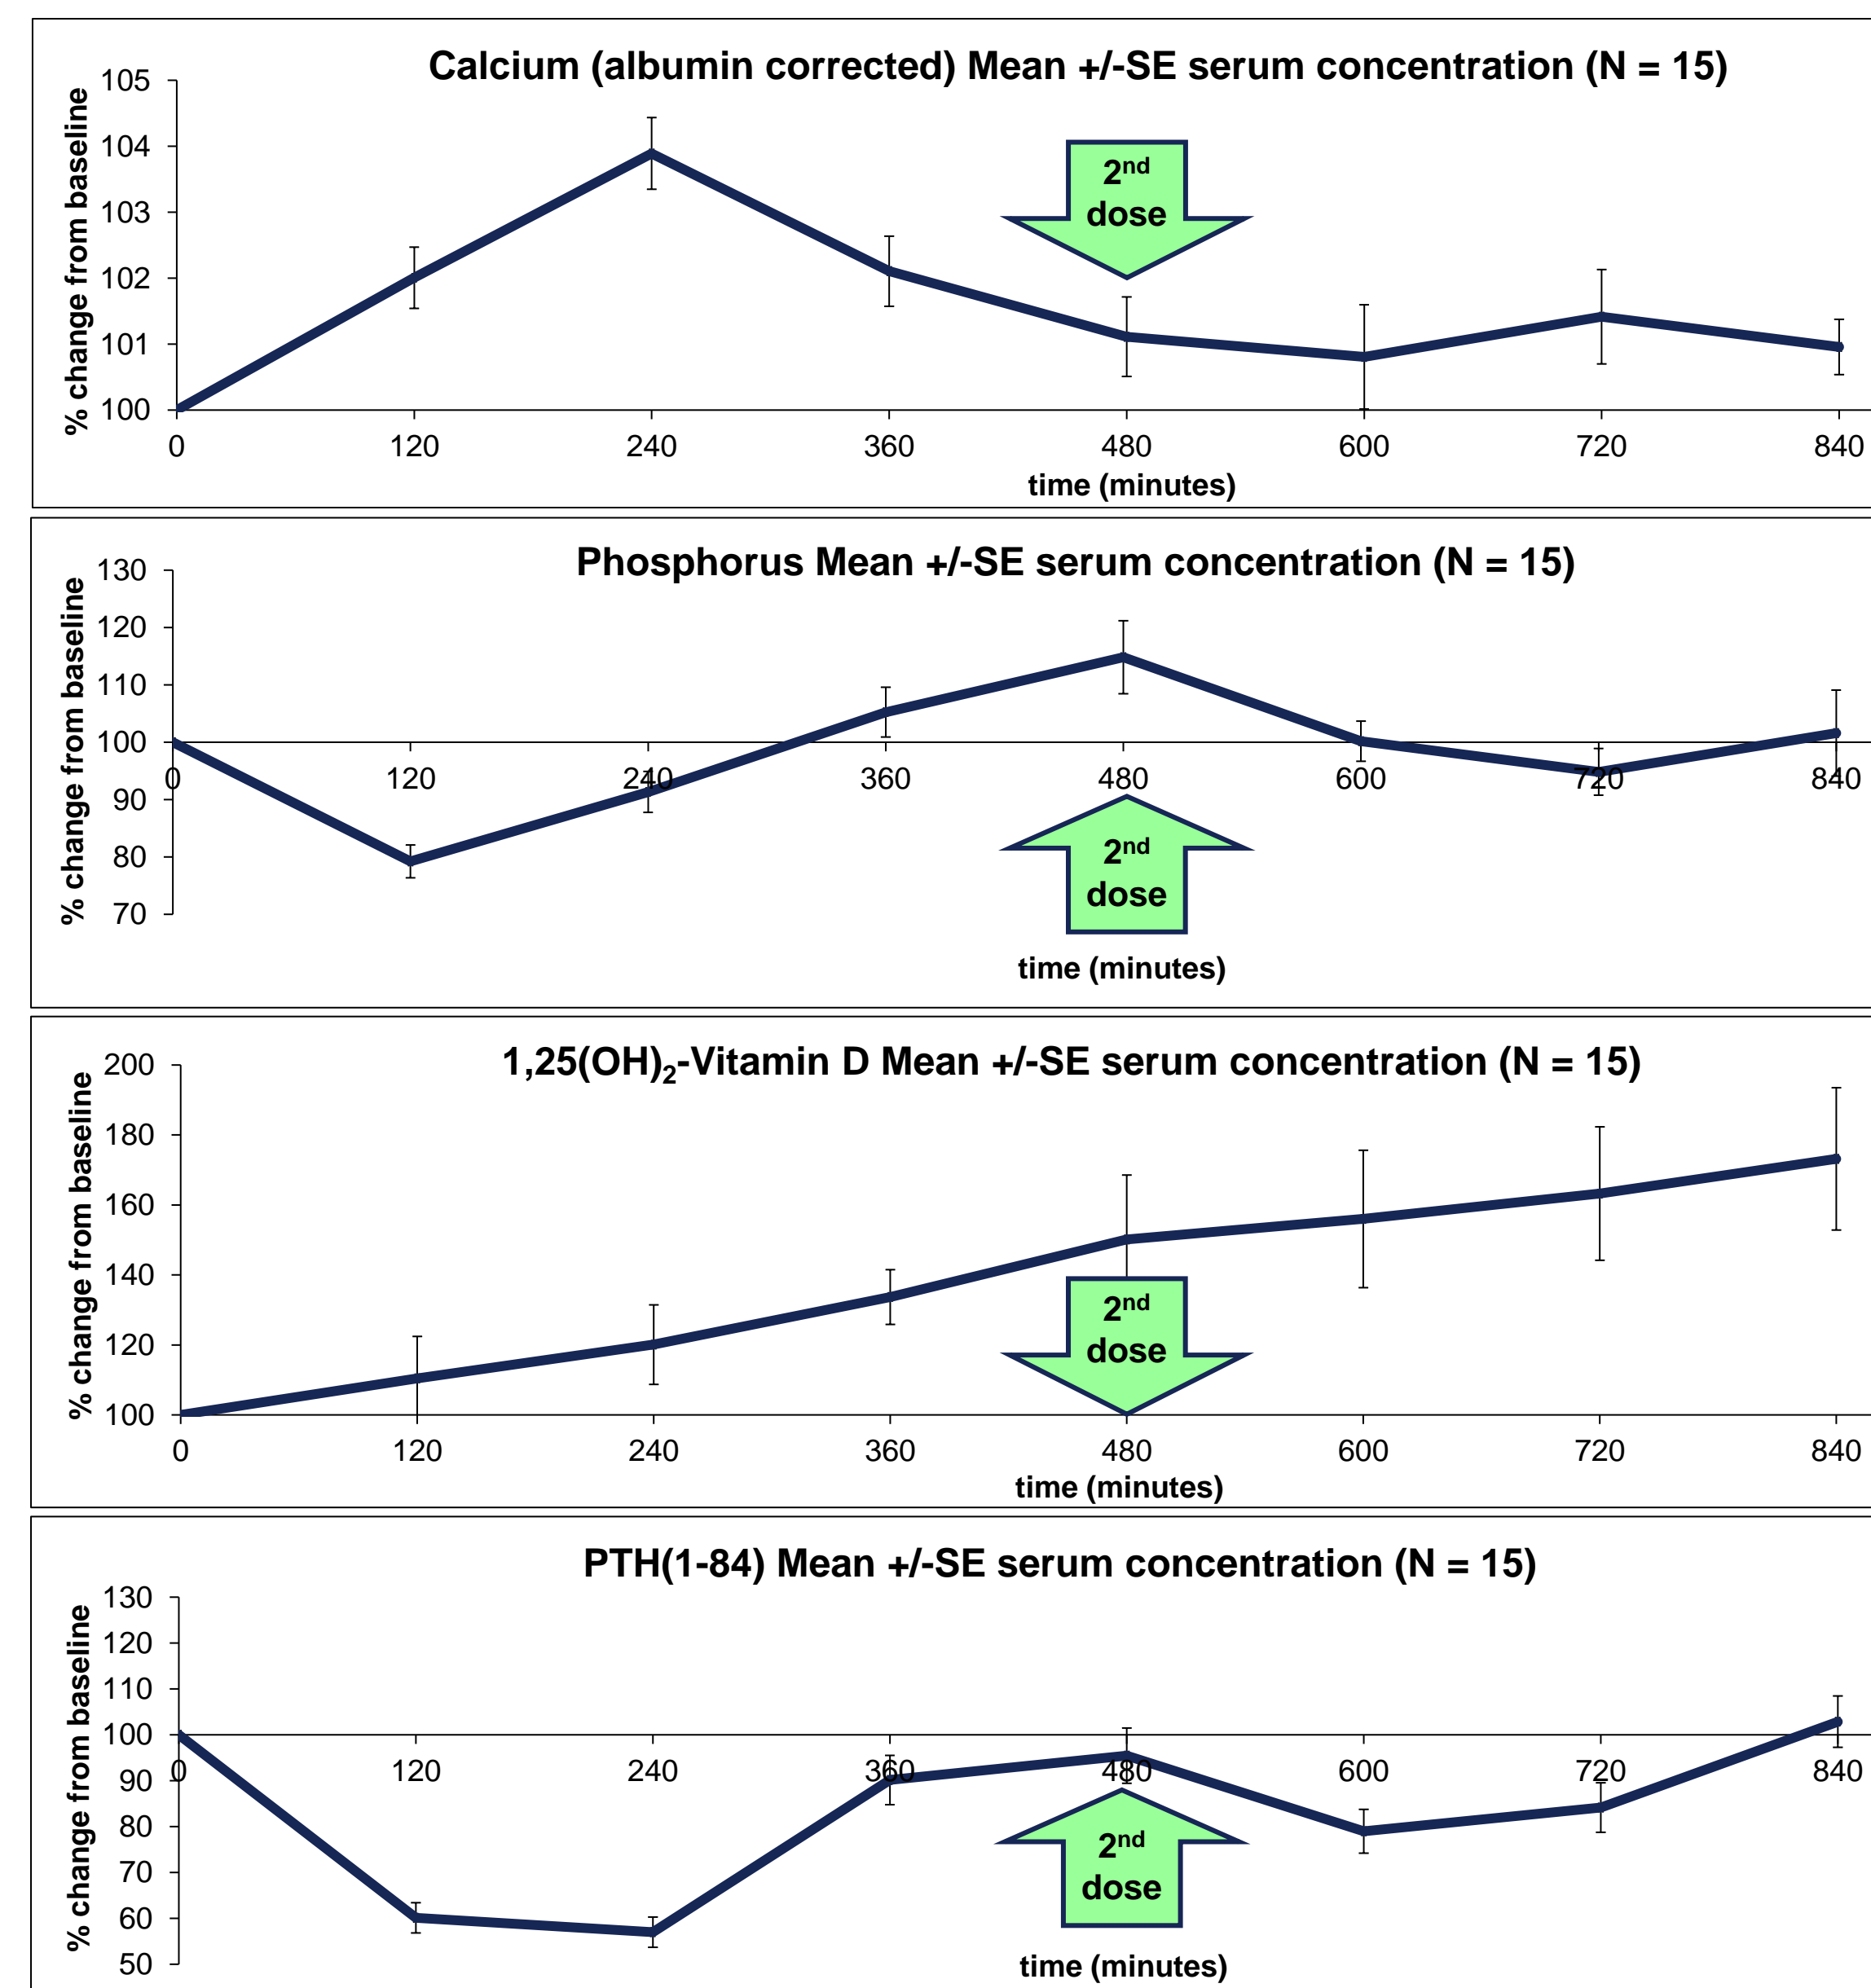 Calcium (albumin corrected) Mean +/-SE serum concentration (N = 15)
% change from baseline
105
104
103
102
101
100
2nd
dose
0 120 240 360 480 600 720 840
time (minutes)
Phosphorus Mean +/-SE serum concentration (N = 15)
% change from baseline
130
120
110
100
90
80
70
0 120 240 360 480 600 720 840
2nd
dose
time (minutes)
1,25(OH)₂-Vitamin D Mean +/-SE serum concentration (N = 15)
% change from baseline
200
180
160
140
120
100
2nd
dose
0 120 240 360 480 600 720 840
time (minutes)
PTH(1-84) Mean +/-SE serum concentration (N = 15)
% change from baseline
130
120
110
100
90
80
70
60
50
0 120 240 360 480 600 720 840
2nd
dose
time (minutes)